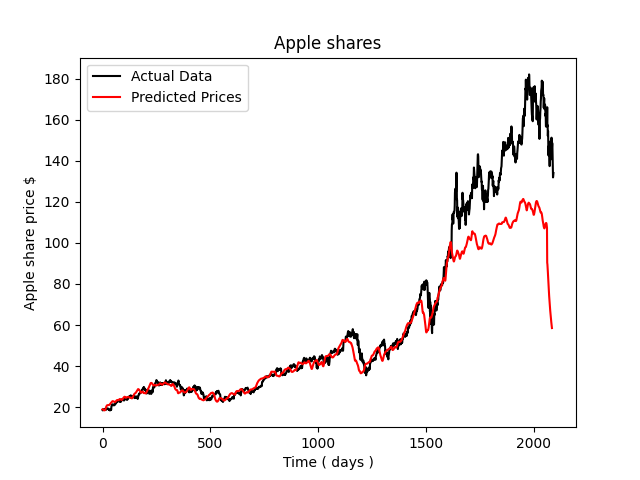 Apple shares
Actual Data
Predicted Prices
180
160
140
120
100
80
60
40
20
Apple share price $
0 500 1000 1500 2000
Time ( days )